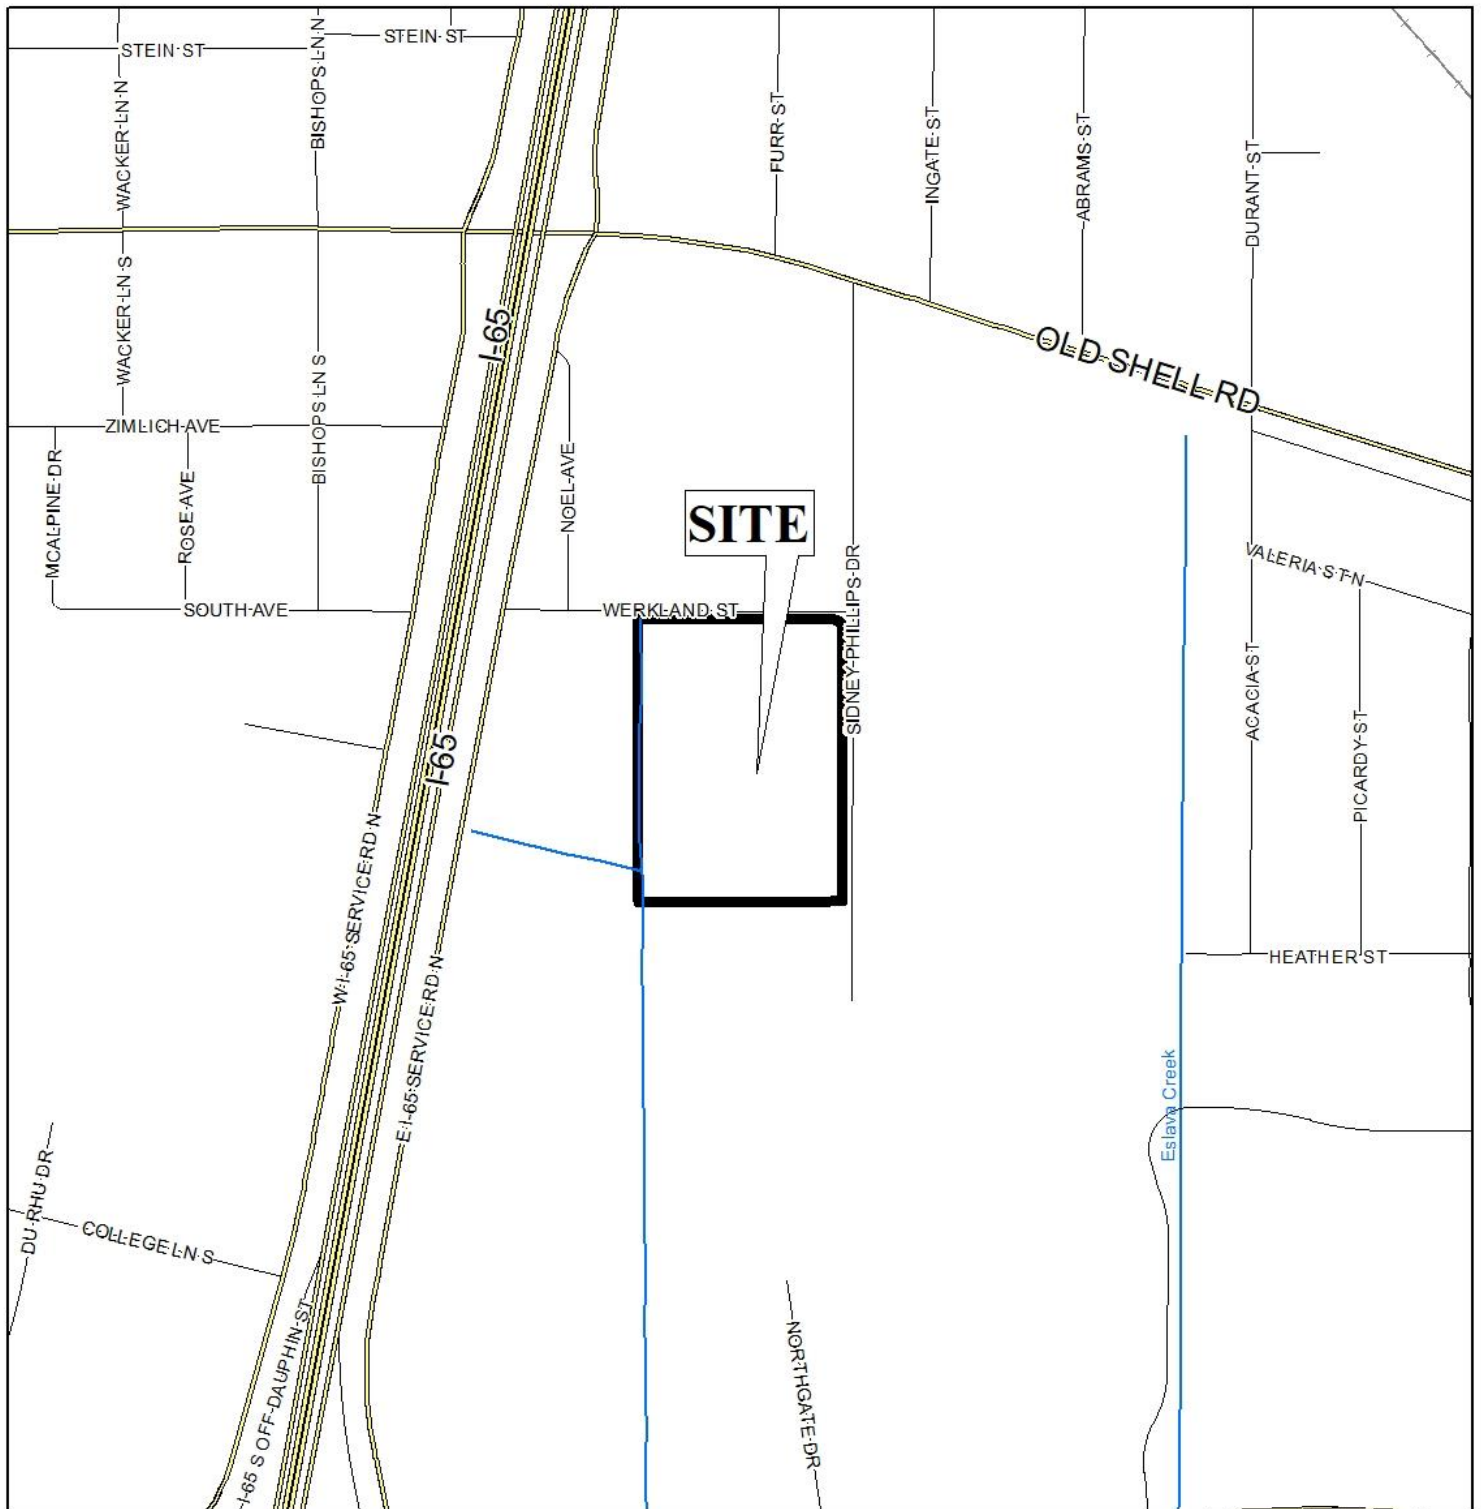 STEIN ST
STEIN ST
WACKER LN N
BISHOPS LN N
FURR ST
INGATE ST
ABRAMS ST
DURANT ST
WACKER LN S
BISHOPS LN S
I-65
OLD SHELL RD
ZIMLICH AVE
MCALPINE DR
ROSE AVE
NOEL AVE
SITE
SOUTH AVE
WERKLAND ST
SIDNEY PHILLIPS DR
VALERIA ST N
ACACIA ST
PICARDY ST
I-65
W I-65 SERVICE RD N
E I-65 SERVICE RD N
HEATHER ST
Eslava Creek
DU RHU DR
COLLEGE LN S
I-65 S OFF DAUPHIN ST
NORTHGATE DR